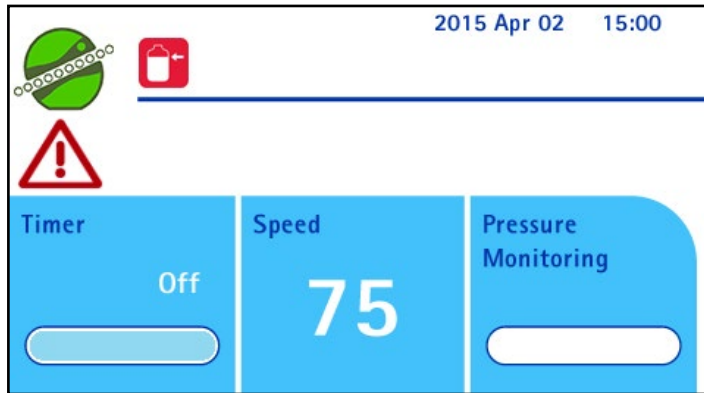 2015 Apr 02 15:00
Timer
Off
Speed
75
Pressure
Monitoring